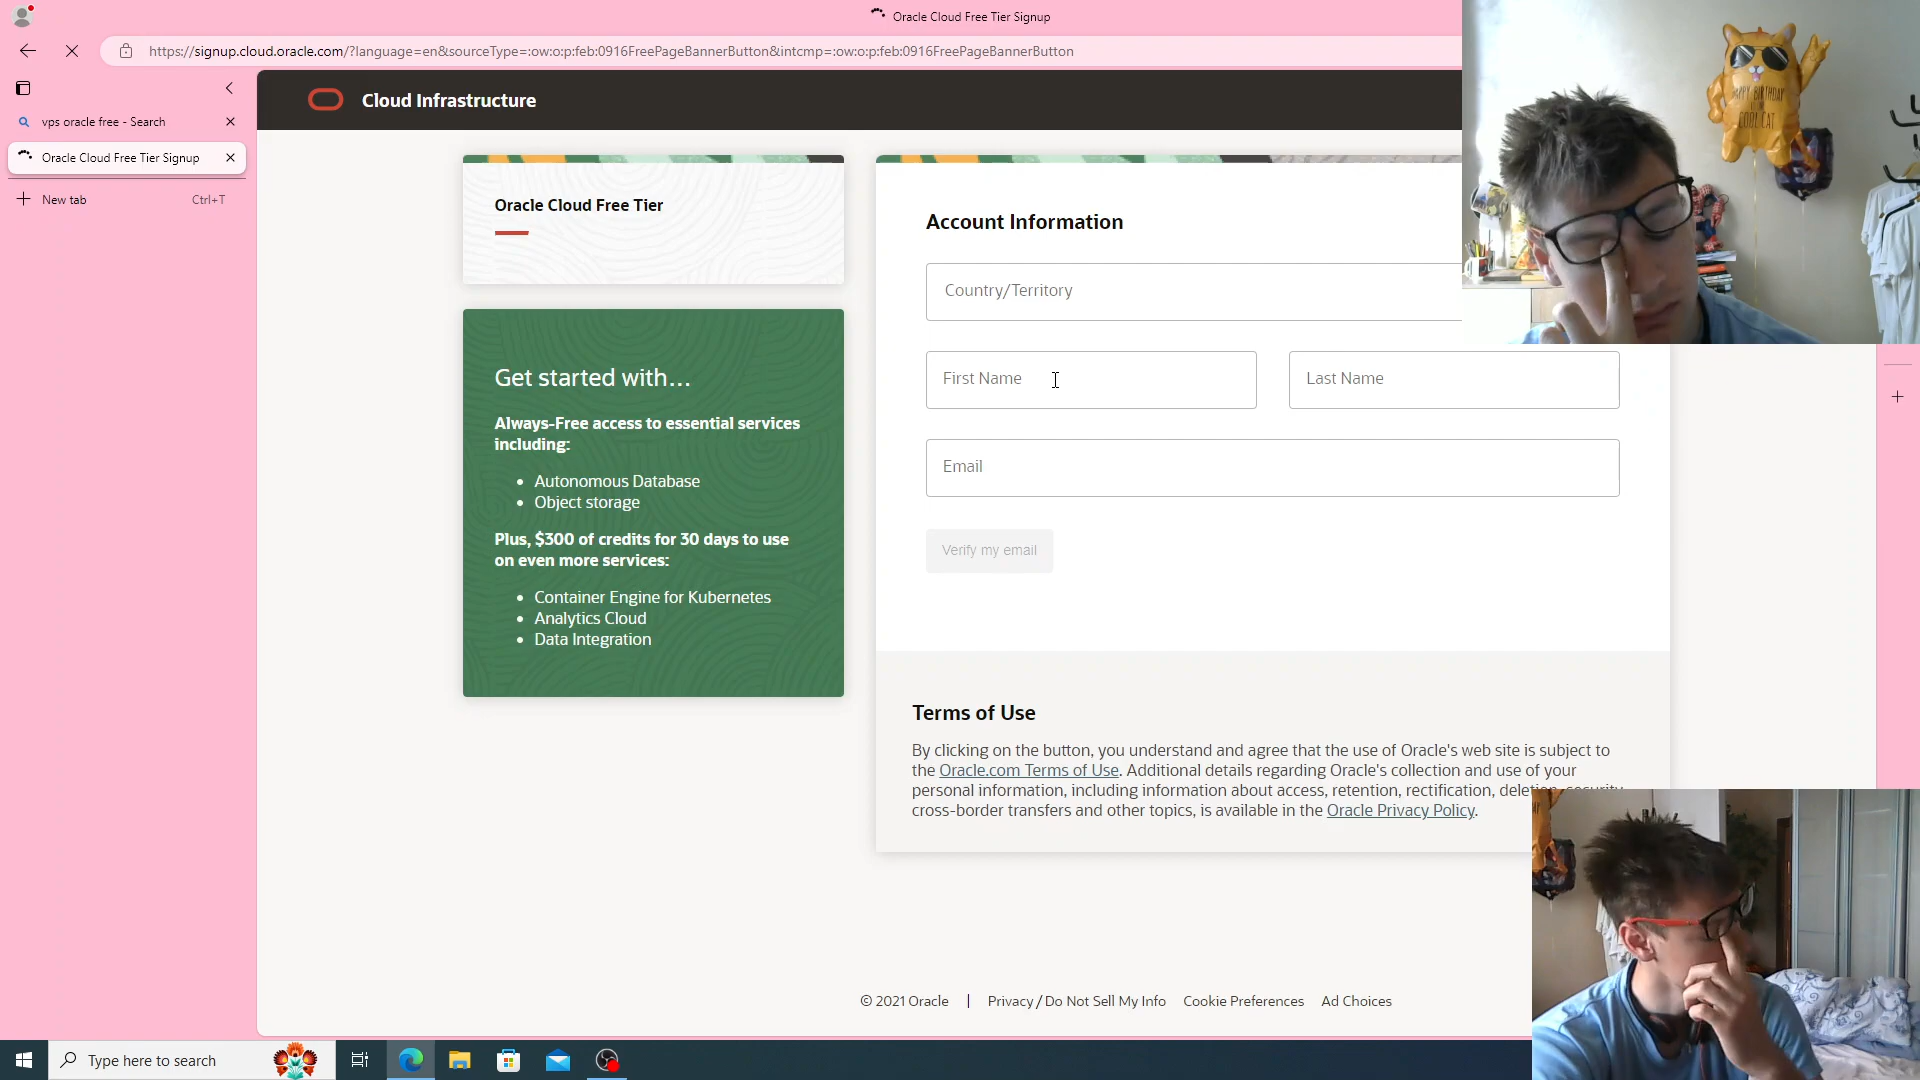 Oracle Cloud Free Tier Signup
https://signup.cloud.oracle.com/?language=en&sourceType=:ow:o:p:feb:0916FreePageBannerButton&intcmp=:ow:o:p:feb:0916FreePageBannerButton
vps oracle free - Search
Oracle Cloud Free Tier Signup
New tab Ctrl+T
Cloud Infrastructure
Oracle Cloud Free Tier
Get started with...
Always-Free access to essential services
including:
Autonomous Database
Object storage
Plus, $300 of credits for 30 days to use
on even more services:
Container Engine for Kubernetes
Analytics Cloud
Data Integration
Account Information
Country/Territory
First Name
Last Name
Email
Verify my email
Terms of Use
By clicking on the button, you understand and agree that the use of Oracle's web site is subject to
the Oracle.com Terms of Use. Additional details regarding Oracle's collection and use of your
personal information, including information about access, retention, rectification, deletion, security,
cross-border transfers and other topics, is available in the Oracle Privacy Policy.
© 2021 Oracle | Privacy / Do Not Sell My Info Cookie Preferences Ad Choices
Type here to search
HAPPY BIRTHDAY
COOL CAT